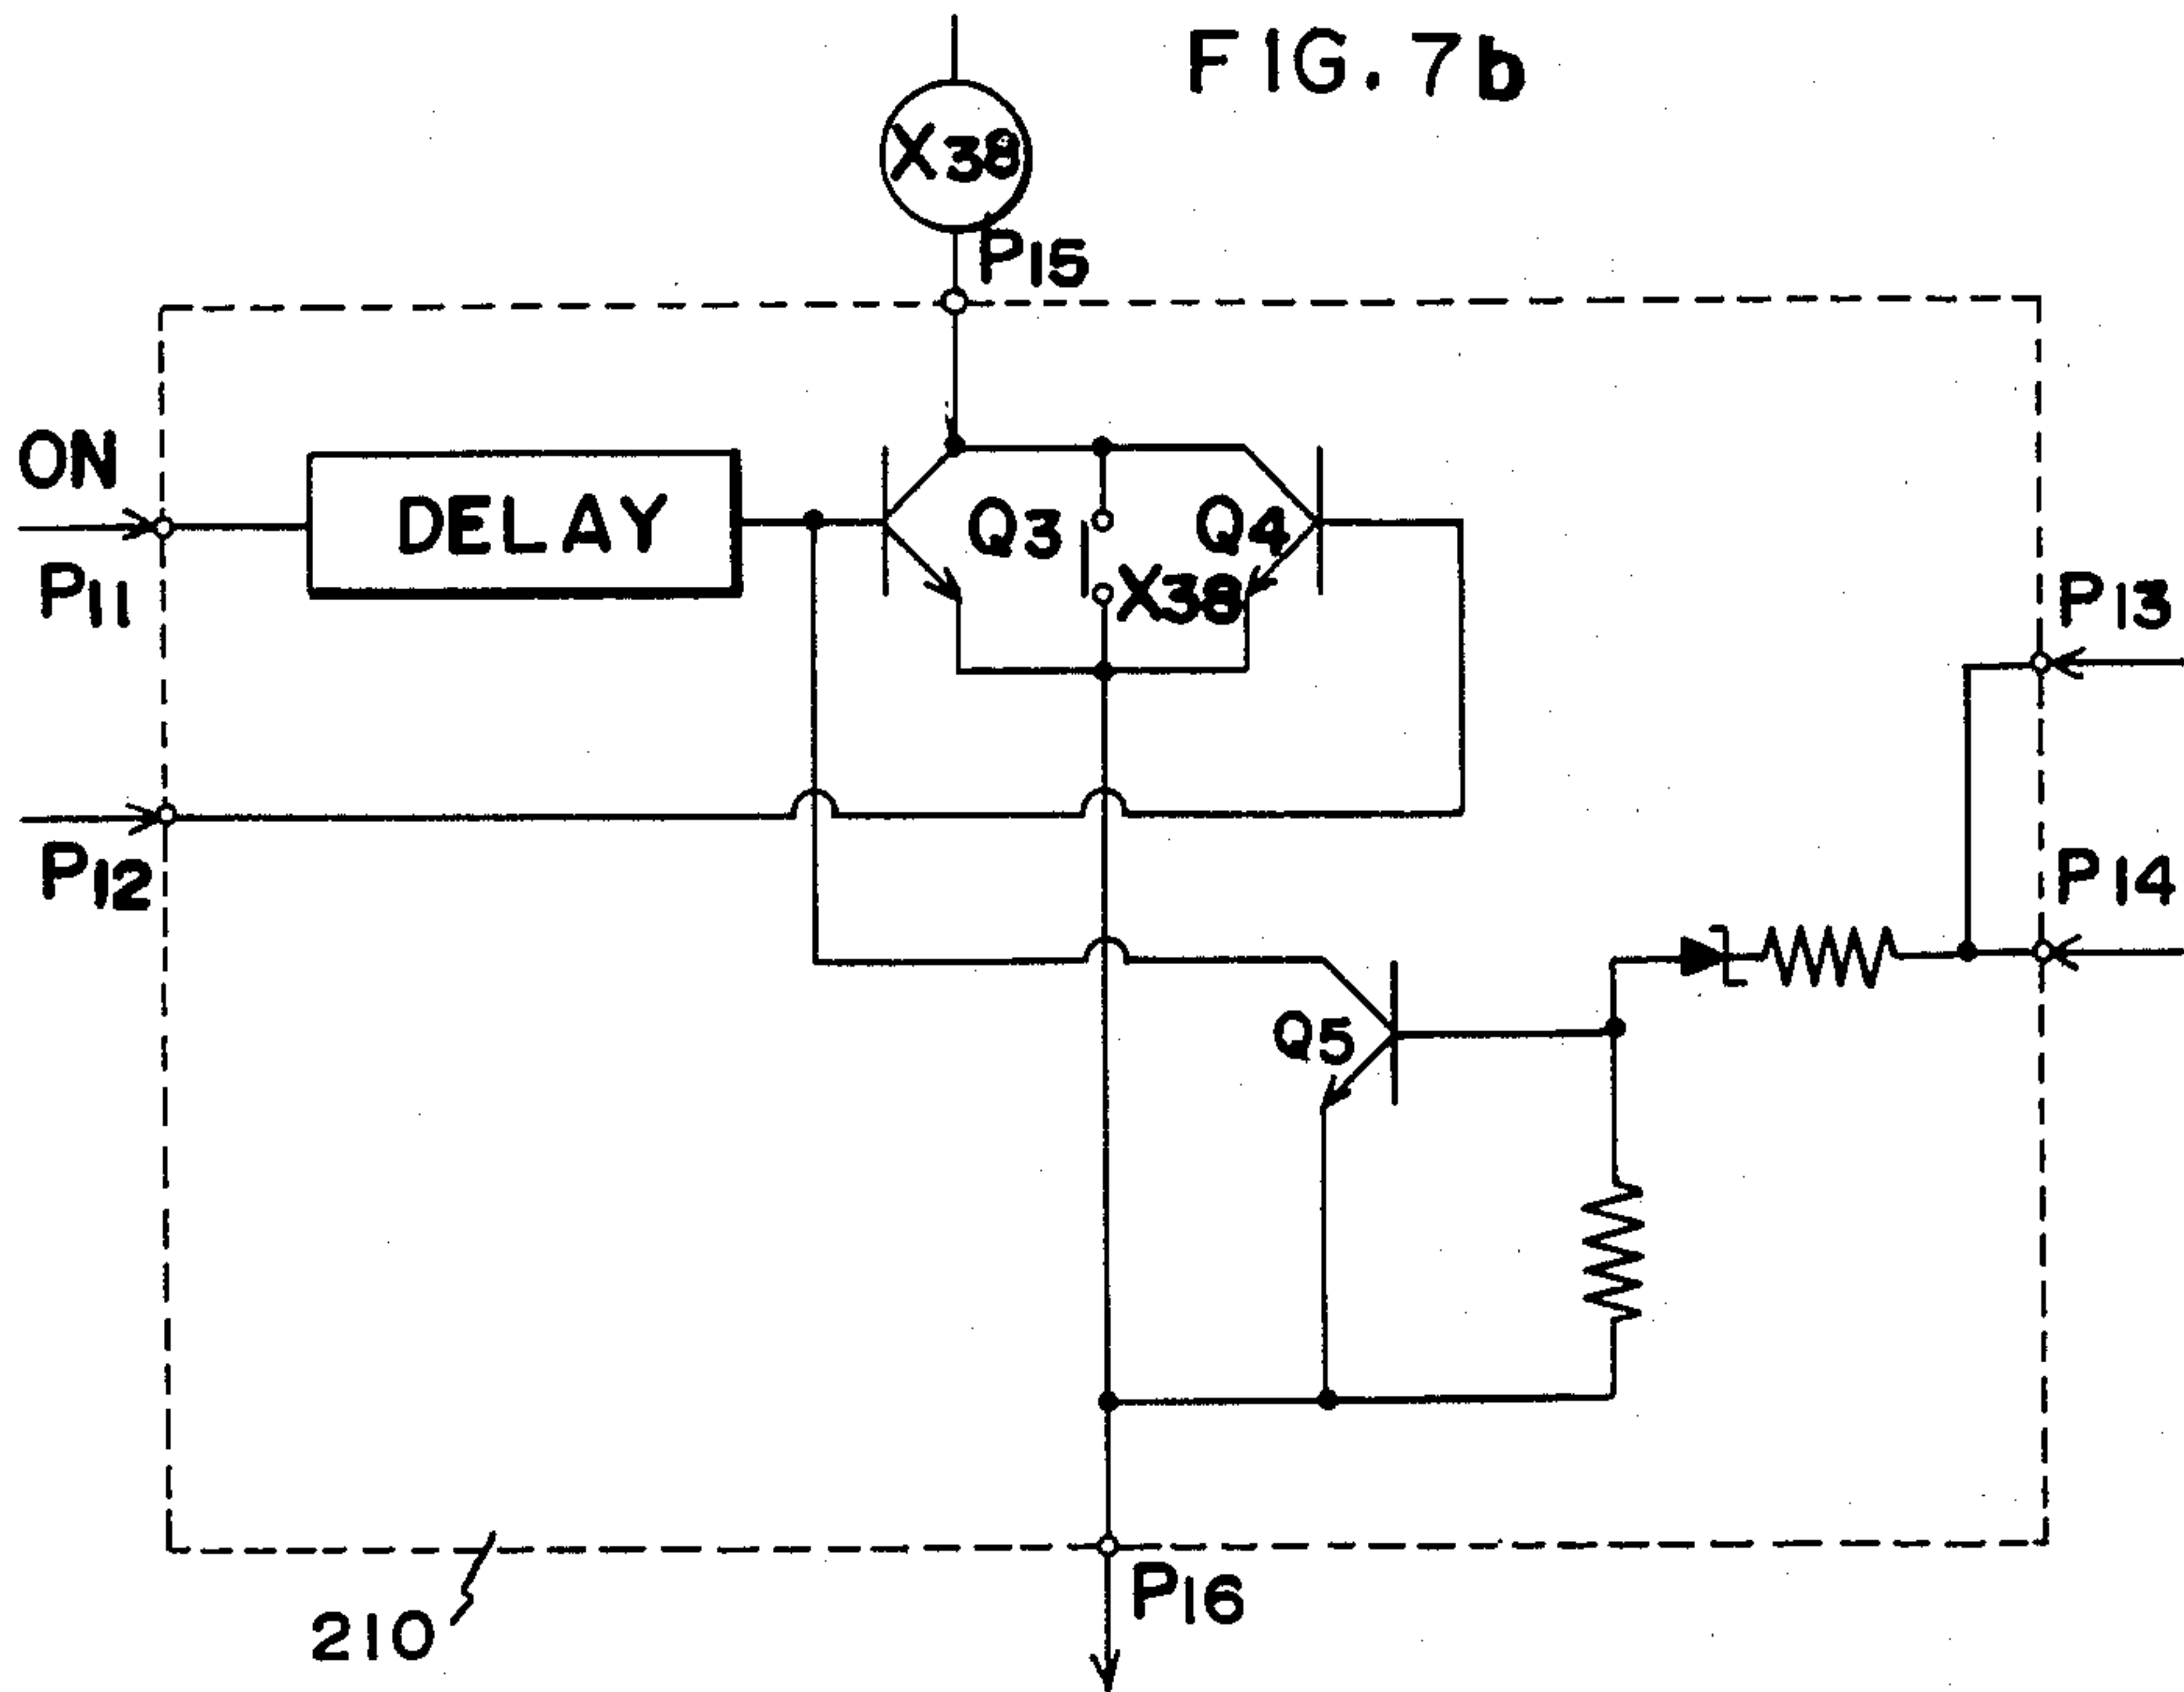 FIG. 7b
X38
P15
ON
DELAY
Q3
Q4
P11
X38
P13
P12
P14
Q5
P16
210